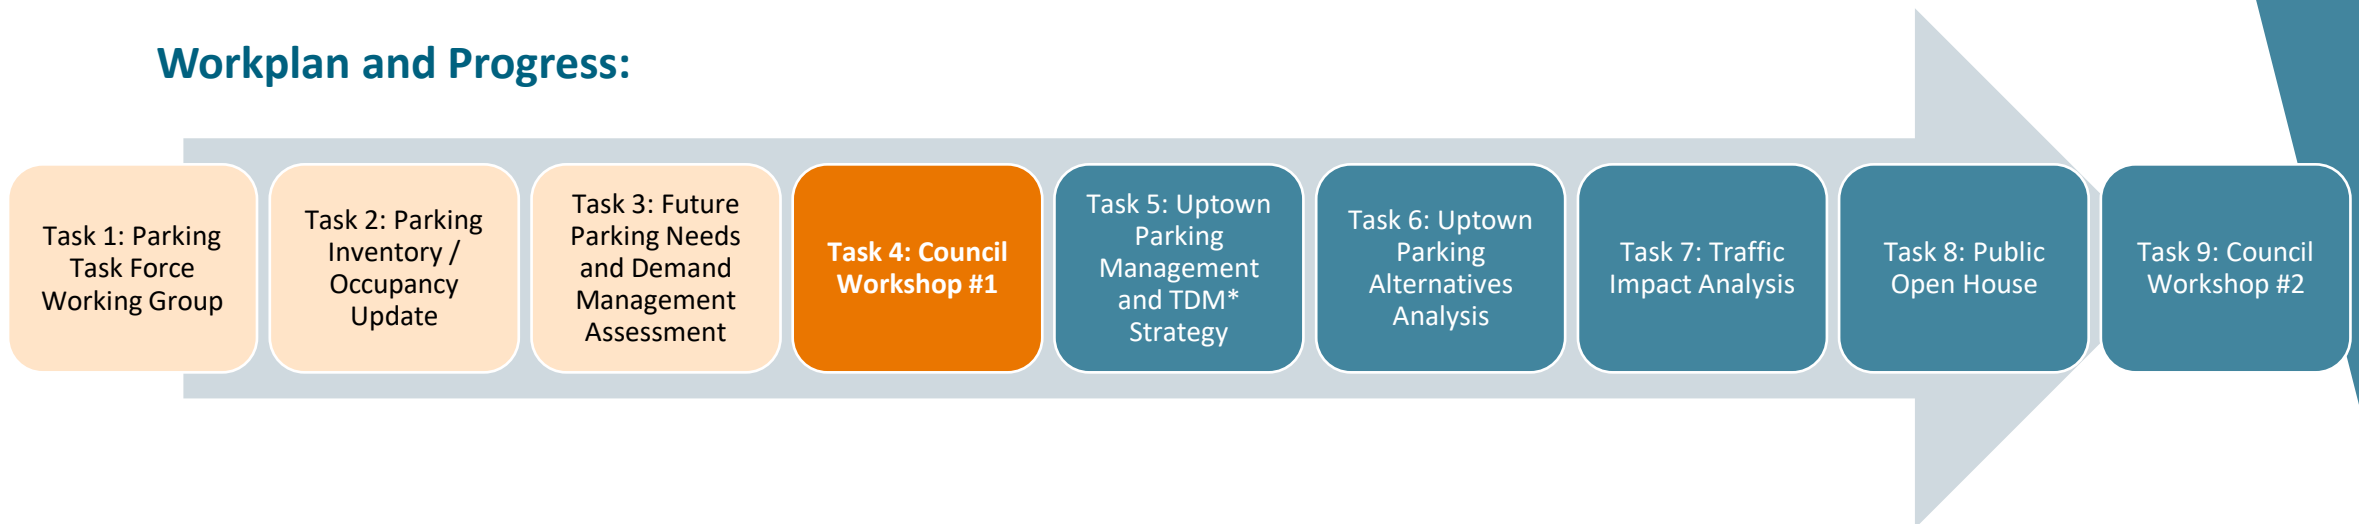 Workplan and Progress:
Task 1: Parking
Task Force
Working Group
Task 2: Parking
Inventory /
Occupancy
Update
Task 3: Future
Parking Needs
and Demand
Management
Assessment
Task 4: Council
Workshop #1
Task 5: Uptown
Parking
Management
and TDM*
Strategy
Task 6: Uptown
Parking
Alternatives
Analysis
Task 7: Traffic
Impact Analysis
Task 8: Public
Open House
Task 9: Council
Workshop #2